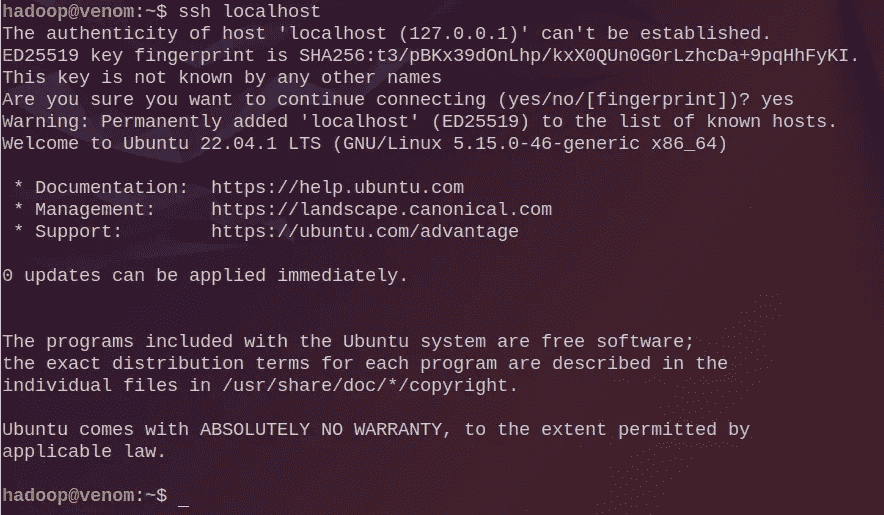 hadoop@venom:~$ ssh localhost
The authenticity of host 'localhost (127.0.0.1)' can't be established.
ED25519 key fingerprint is SHA256:t3/pBKx39dOnLhp/kxX0QUn0G0rLzhcDa+9pqHhFyKI.
This key is not known by any other names
Are you sure you want to continue connecting (yes/no/[fingerprint])? yes
Warning: Permanently added 'localhost' (ED25519) to the list of known hosts.
Welcome to Ubuntu 22.04.1 LTS (GNU/Linux 5.15.0-46-generic x86_64)
* Documentation: https://help.ubuntu.com
* Management: https://landscape.canonical.com
* Support: https://ubuntu.com/advantage
0 updates can be applied immediately.
The programs included with the Ubuntu system are free software;
the exact distribution terms for each program are described in the
individual files in /usr/share/doc/*/copyright.
Ubuntu comes with ABSOLUTELY NO WARRANTY, to the extent permitted by
applicable law.
hadoop@venom:~$ _